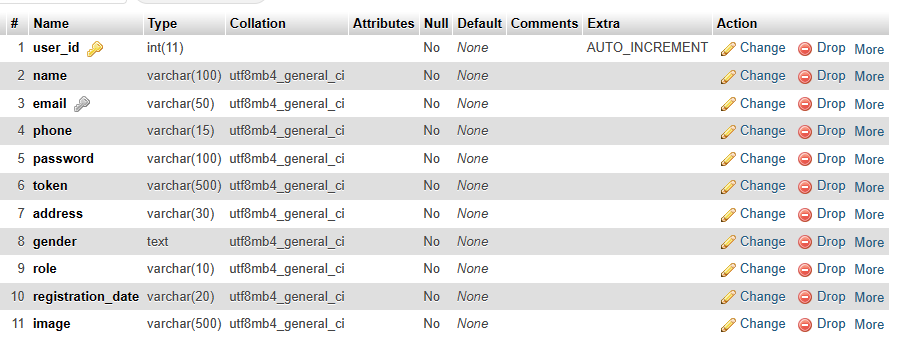 # Name Type Collation Attributes Null Default Comments Extra Action
1 user_id int(11) No None AUTO_INCREMENT Change Drop More
2 name varchar(100) utf8mb4_general_ci No None Change Drop More
3 email varchar(50) utf8mb4_general_ci No None Change Drop More
4 phone varchar(15) utf8mb4_general_ci No None Change Drop More
5 password varchar(100) utf8mb4_general_ci No None Change Drop More
6 token varchar(500) utf8mb4_general_ci No None Change Drop More
7 address varchar(30) utf8mb4_general_ci No None Change Drop More
8 gender text utf8mb4_general_ci No None Change Drop More
9 role varchar(10) utf8mb4_general_ci No None Change Drop More
10 registration_date varchar(20) utf8mb4_general_ci No None Change Drop More
11 image varchar(500) utf8mb4_general_ci No None Change Drop More